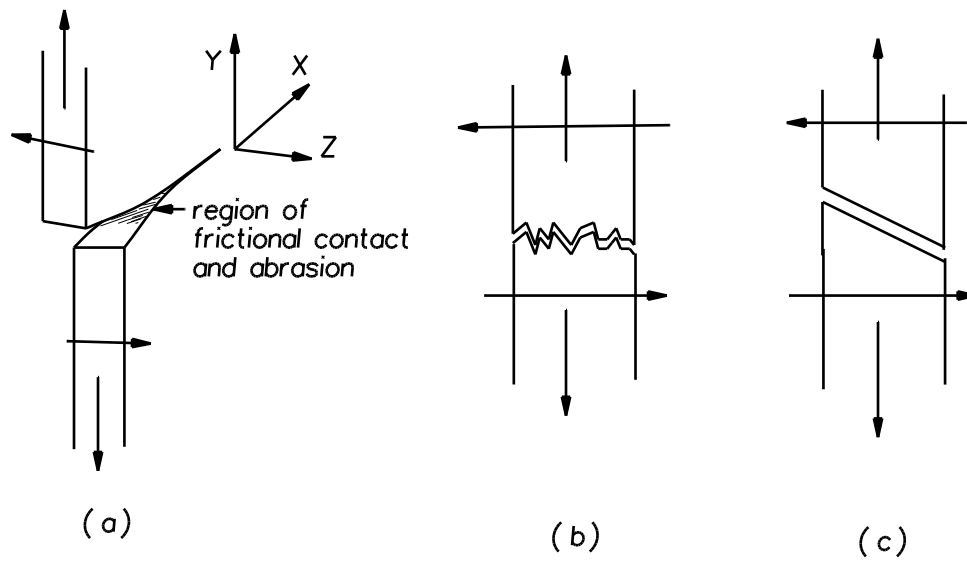 Y
X
Z
region of
frictional contact
and abrasion
(a)
(b)
(c)